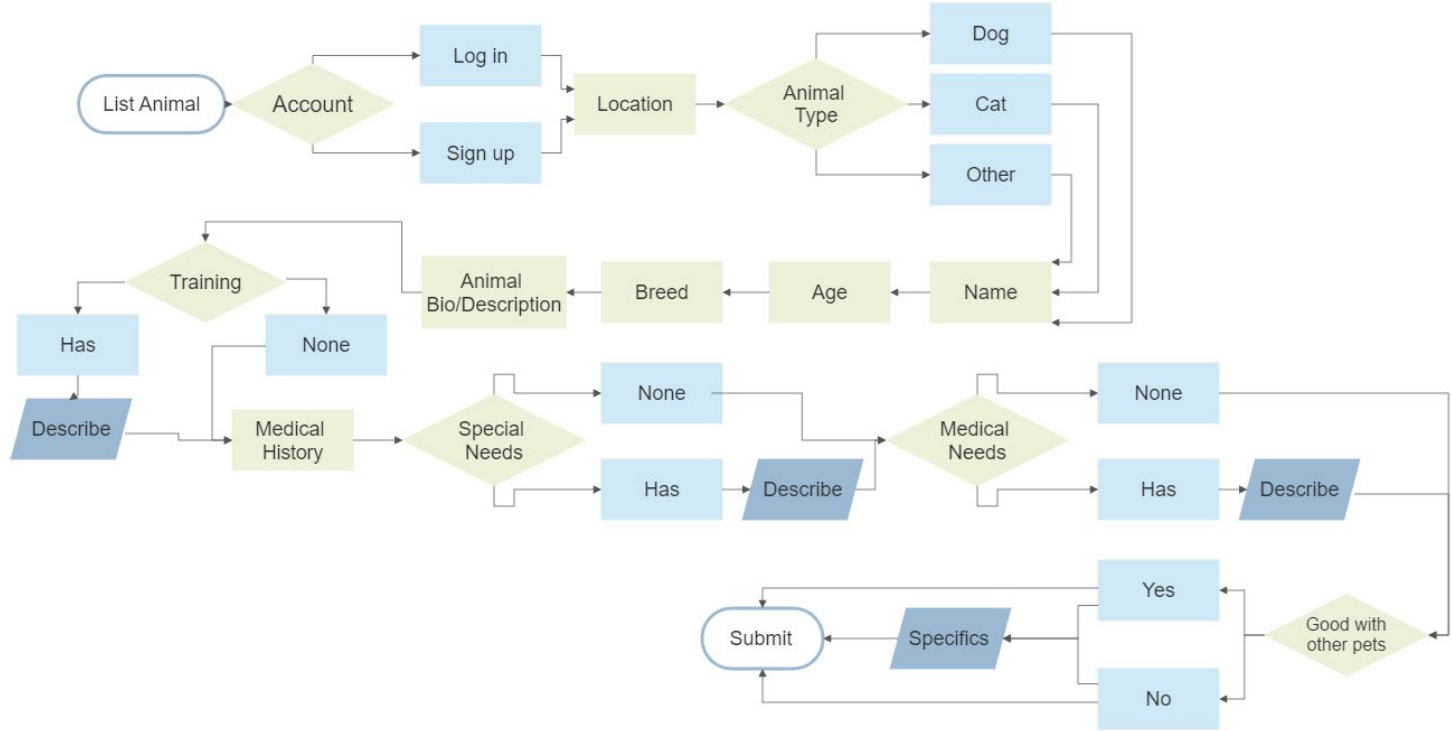 List Animal
Account
Log in
Sign up
Location
Animal
Type
Dog
Cat
Other
Name
Age
Breed
Animal
Bio/Description
Training
Has
None
Describe
Medical
History
Special
Needs
None
Has
Describe
Medical
Needs
None
Has
Describe
Good with
other pets
Yes
No
Specifics
Submit